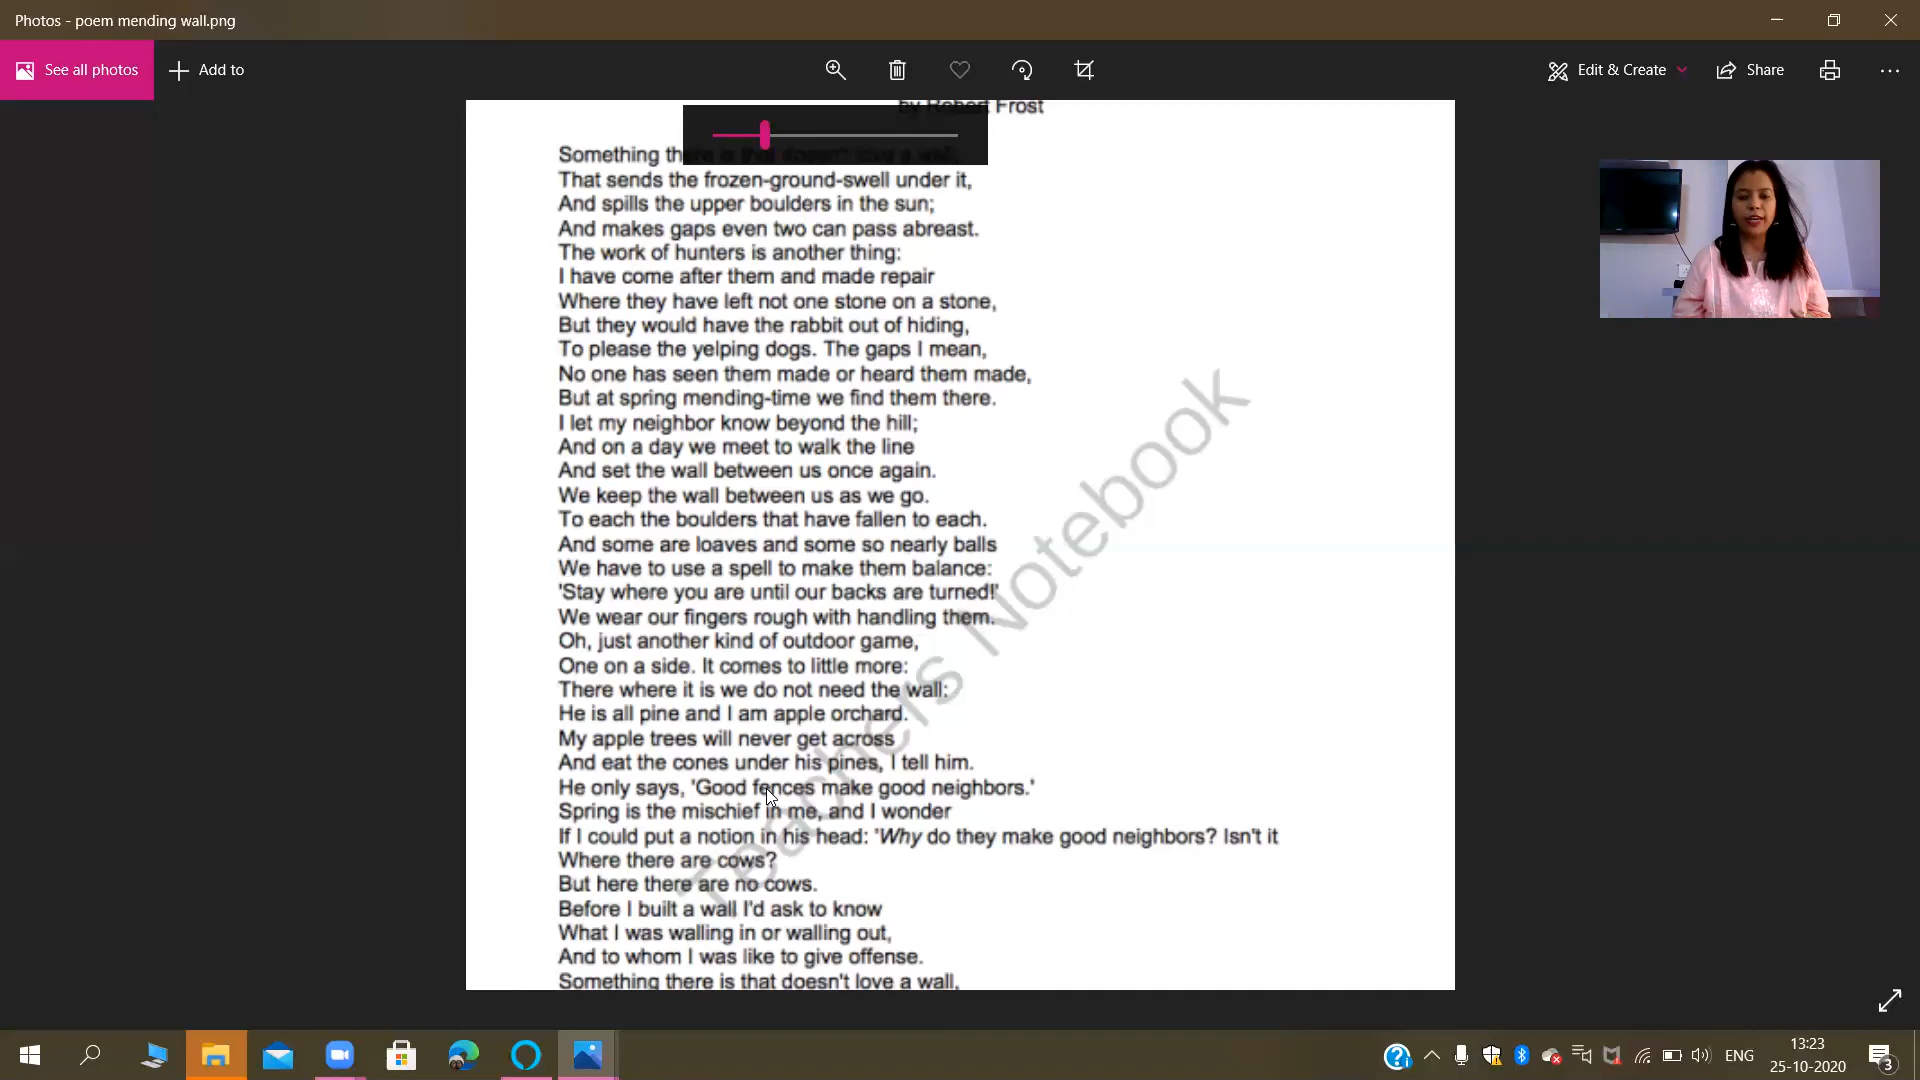 Photos - poem mending wall.png
See all photos
Add to
Edit & Create
Share
by Robert Frost
Something there is that doesn't love a wall,
That sends the frozen-ground-swell under it,
And spills the upper boulders in the sun;
And makes gaps even two can pass abreast.
The work of hunters is another thing:
I have come after them and made repair
Where they have left not one stone on a stone,
But they would have the rabbit out of hiding,
To please the yelping dogs. The gaps I mean,
No one has seen them made or heard them made,
But at spring mending-time we find them there.
I let my neighbor know beyond the hill;
And on a day we meet to walk the line
And set the wall between us once again.
We keep the wall between us as we go.
To each the boulders that have fallen to each.
And some are loaves and some so nearly balls
We have to use a spell to make them balance:
'Stay where you are until our backs are turned!'
We wear our fingers rough with handling them.
Oh, just another kind of outdoor game,
One on a side. It comes to little more:
There where it is we do not need the wall:
He is all pine and I am apple orchard.
My apple trees will never get across
And eat the cones under his pines, I tell him.
He only says, 'Good fences make good neighbors.'
Spring is the mischief in me, and I wonder
If I could put a notion in his head: 'Why do they make good neighbors? Isn't it
Where there are cows?
But here there are no cows.
Before I built a wall I'd ask to know
What I was walling in or walling out,
And to whom I was like to give offense.
Something there is that doesn't love a wall,
Teachers Notebook
ENG
13:23
25-10-2020
3